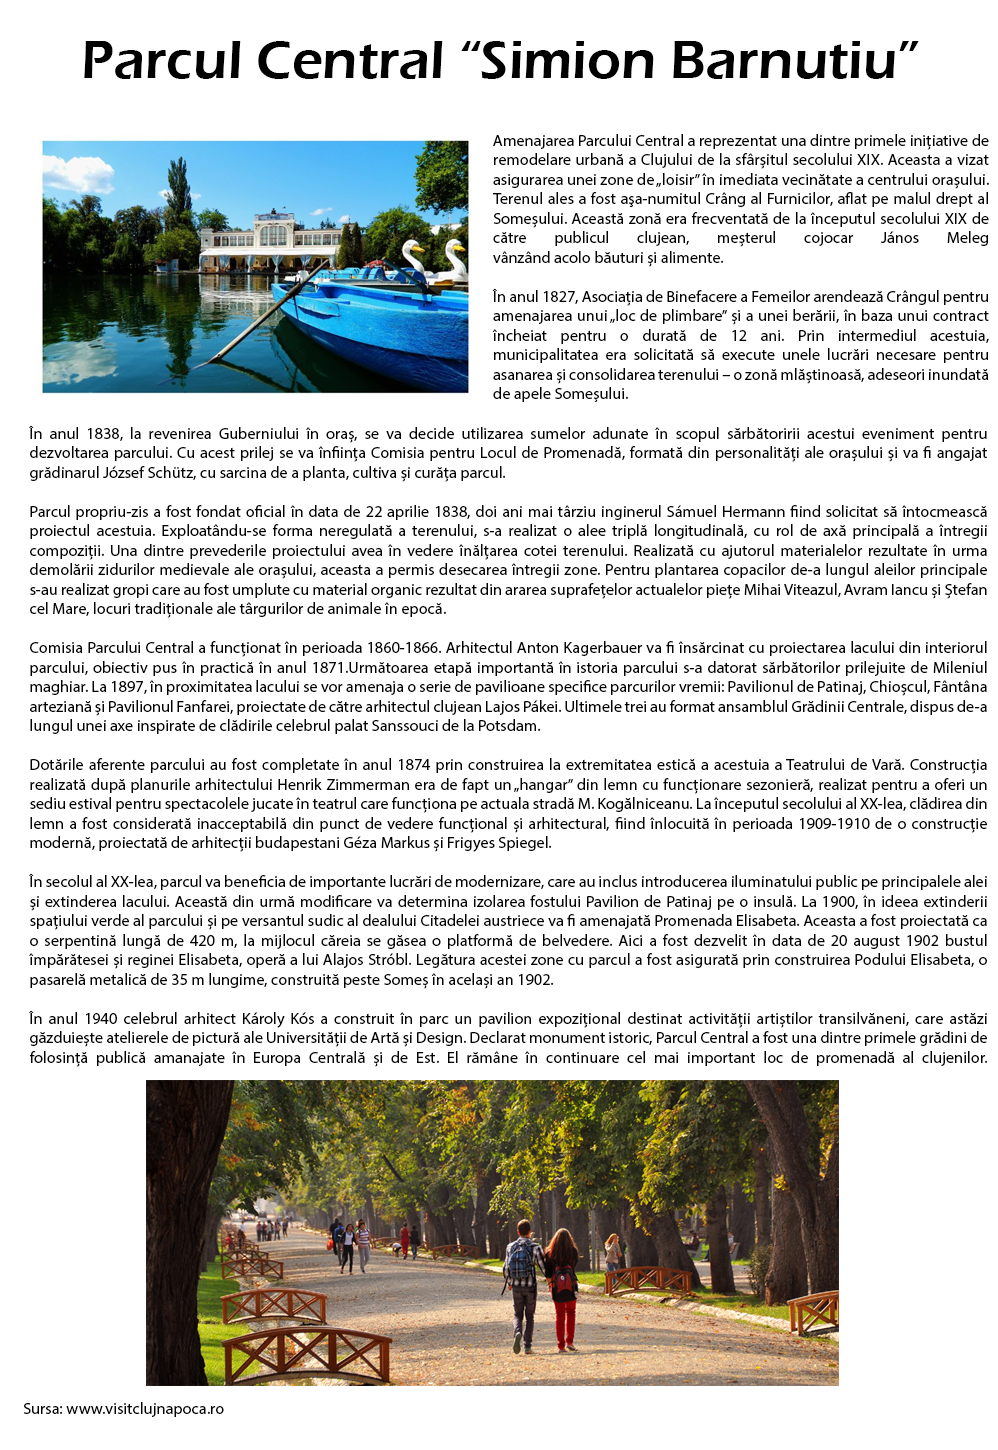 Parcul Central “Simion Barnutiu”
Amenajarea Parcului Central a reprezentat una dintre primele inițiative de
remodelare urbană a Clujului de la sfârșitul secolului XIX. Aceasta a vizat
asigurarea unei zone de „loisir” în imediata vecinătate a centrului orașului.
Terenul ales a fost așa-numitul Crâng al Furnicilor, aflat pe malul drept al
Someșului. Această zonă era frecventată de la începutul secolului XIX de
către publicul clujean, meșterul cojocar János Meleg
vânzând acolo băuturi și alimente.
În anul 1827, Asociația de Binefacere a Femeilor arendează Crângul pentru
amenajarea unui „loc de plimbare” și a unei berării, în baza unui contract
încheiat pentru o durată de 12 ani. Prin intermediul acestuia,
municipalitatea era solicitată să execute unele lucrări necesare pentru
asanarea și consolidarea terenului – o zonă mlăștinoasă, adeseori inundată
de apele Someșului.
În anul 1838, la revenirea Guberniului în oraș, se va decide utilizarea sumelor adunate în scopul sărbătoririi acestui eveniment pentru
dezvoltarea parcului. Cu acest prilej se va înființa Comisia pentru Locul de Promenadă, formată din personalități ale orașului și va fi angajat
grădinarul József Schütz, cu sarcina de a planta, cultiva și curăța parcul.
Parcul propriu-zis a fost fondat oficial în data de 22 aprilie 1838, doi ani mai târziu inginerul Sámuel Hermann fiind solicitat să întocmească
proiectul acestuia. Exploatându-se forma neregulată a terenului, s-a realizat o alee triplă longitudinală, cu rol de axă principală a întregii
compoziții. Una dintre prevederile proiectului avea în vedere înălțarea cotei terenului. Realizată cu ajutorul materialelor rezultate în urma
demolării zidurilor medievale ale orașului, aceasta a permis desecarea întregii zone. Pentru plantarea copacilor de-a lungul aleilor principale
s-au realizat gropi care au fost umplute cu material organic rezultat din ararea suprafețelor actualelor piețe Mihai Viteazul, Avram Iancu și Ștefan
cel Mare, locuri tradiționale ale târgurilor de animale în epocă.
Comisia Parcului Central a funcționat în perioada 1860-1866. Arhitectul Anton Kagerbauer va fi însărcinat cu proiectarea lacului din interiorul
parcului, obiectiv pus în practică în anul 1871.Următoarea etapă importantă în istoria parcului s-a datorat sărbătorilor prilejuite de Mileniul
maghiar. La 1897, în proximitatea lacului se vor amenaja o serie de pavilioane specifice parcurilor vremii: Pavilionul de Patinaj, Chioșcul, Fântâna
arteziană și Pavilionul Fanfarei, proiectate de către arhitectul clujean Lajos Pákei. Ultimele trei au format ansamblul Grădinii Centrale, dispus de-a
lungul unei axe inspirate de clădirile celebrul palat Sanssouci de la Potsdam.
Dotările aferente parcului au fost completate în anul 1874 prin construirea la extremitatea estică a acestuia a Teatrului de Vară. Construcția
realizată după planurile arhitectului Henrik Zimmerman era de fapt un „hangar” din lemn cu funcționare sezonieră, realizat pentru a oferi un
sediu estival pentru spectacolele jucate în teatrul care funcționa pe actuala stradă M. Kogălniceanu. La începutul secolului al XX-lea, clădirea din
lemn a fost considerată inacceptabilă din punct de vedere funcțional și arhitectural, fiind înlocuită în perioada 1909-1910 de o construcție
modernă, proiectată de arhitecții budapestani Géza Markus și Frigyes Spiegel.
În secolul al XX-lea, parcul va beneficia de importante lucrări de modernizare, care au inclus introducerea iluminatului public pe principalele alei
și extinderea lacului. Această din urmă modificare va determina izolarea fostului Pavilion de Patinaj pe o insulă. La 1900, în ideea extinderii
spațiului verde al parcului și pe versantul sudic al dealului Citadelei austriece va fi amenajată Promenada Elisabeta. Aceasta a fost proiectată ca
o serpentină lungă de 420 m, la mijlocul căreia se găsea o platformă de belvedere. Aici a fost dezvelit în data de 20 august 1902 bustul
împărătesei și reginei Elisabeta, operă a lui Alajos Stróbl. Legătura acestei zone cu parcul a fost asigurată prin construirea Podului Elisabeta, o
pasarelă metalică de 35 m lungime, construită peste Someș în același an 1902.
În anul 1940 celebrul arhitect Károly Kós a construit în parc un pavilion expozițional destinat activității artiștilor transilvăneni, care astăzi
găzduiește atelierele de pictură ale Universității de Artă și Design. Declarat monument istoric, Parcul Central a fost una dintre primele grădini de
folosință publică amanajate în Europa Centrală și de Est. El rămâne în continuare cel mai important loc de promenadă al clujenilor.
Sursa: www.visitclujnapoca.ro